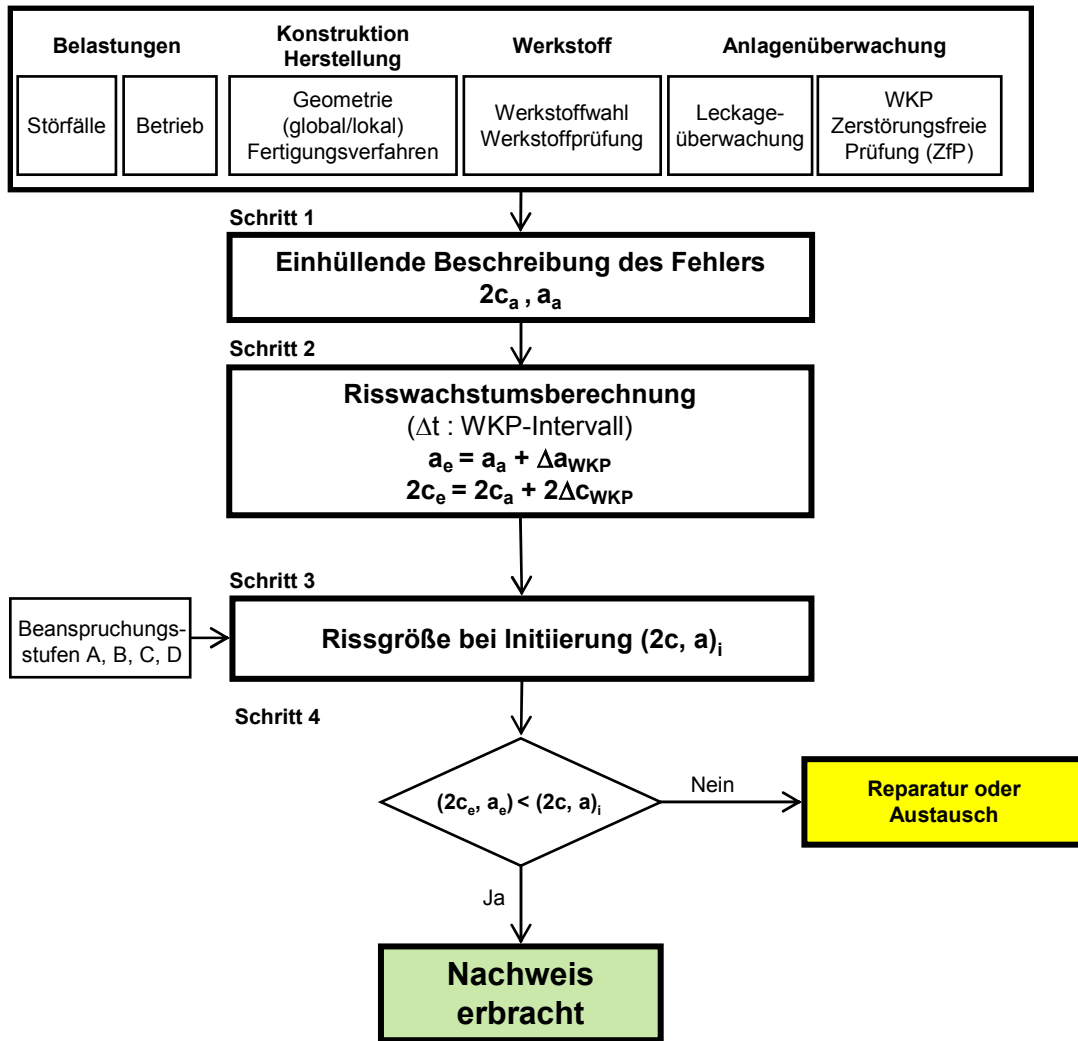 Belastungen
Konstruktion
Herstellung
Werkstoff
Anlagenüberwachung
Störfälle
Betrieb
Geometrie
(global/lokal)
Fertigungsverfahren
Werkstoffwahl
Werkstoffprüfung
Leckage-
überwachung
WKP
Zerstörungsfreie
Prüfung (ZfP)
Schritt 1
Einhüllende Beschreibung des Fehlers
2cₐ , aₐ
Schritt 2
Risswachstumsberechnung
(Δt : WKP-Intervall)
aₑ = aₐ + Δa_WKP
2cₑ = 2cₐ + 2Δc_WKP
Schritt 3
Beanspruchungs-
stufen A, B, C, D
Rissgröße bei Initiierung (2c, a)ᵢ
Schritt 4
(2cₑ, aₑ) < (2c, a)ᵢ
Nein
Reparatur oder
Austausch
Ja
Nachweis
erbracht